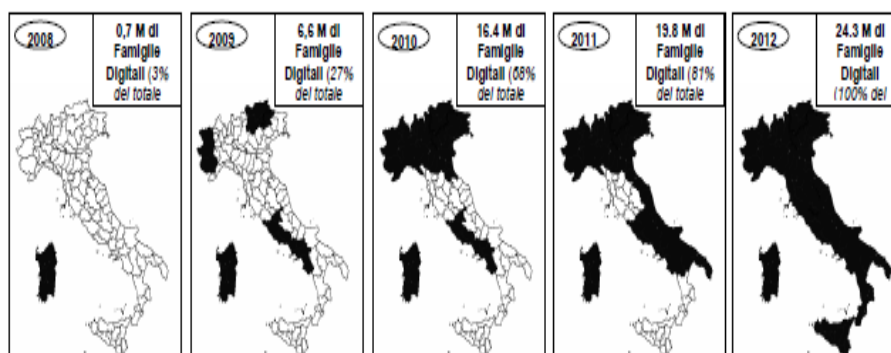 2008
0,7 M di
Famiglie
Digitali (3%
del totale
2009
6,6 M di
Famiglie
Digitali (27%
del totale
2010
16.4 M di
Famiglie
Digitali (68%
del totale
2011
19.8 M di
Famiglie
Digitali (81%
del totale
2012
24.3 M di
Famiglie
Digitali
(100% del